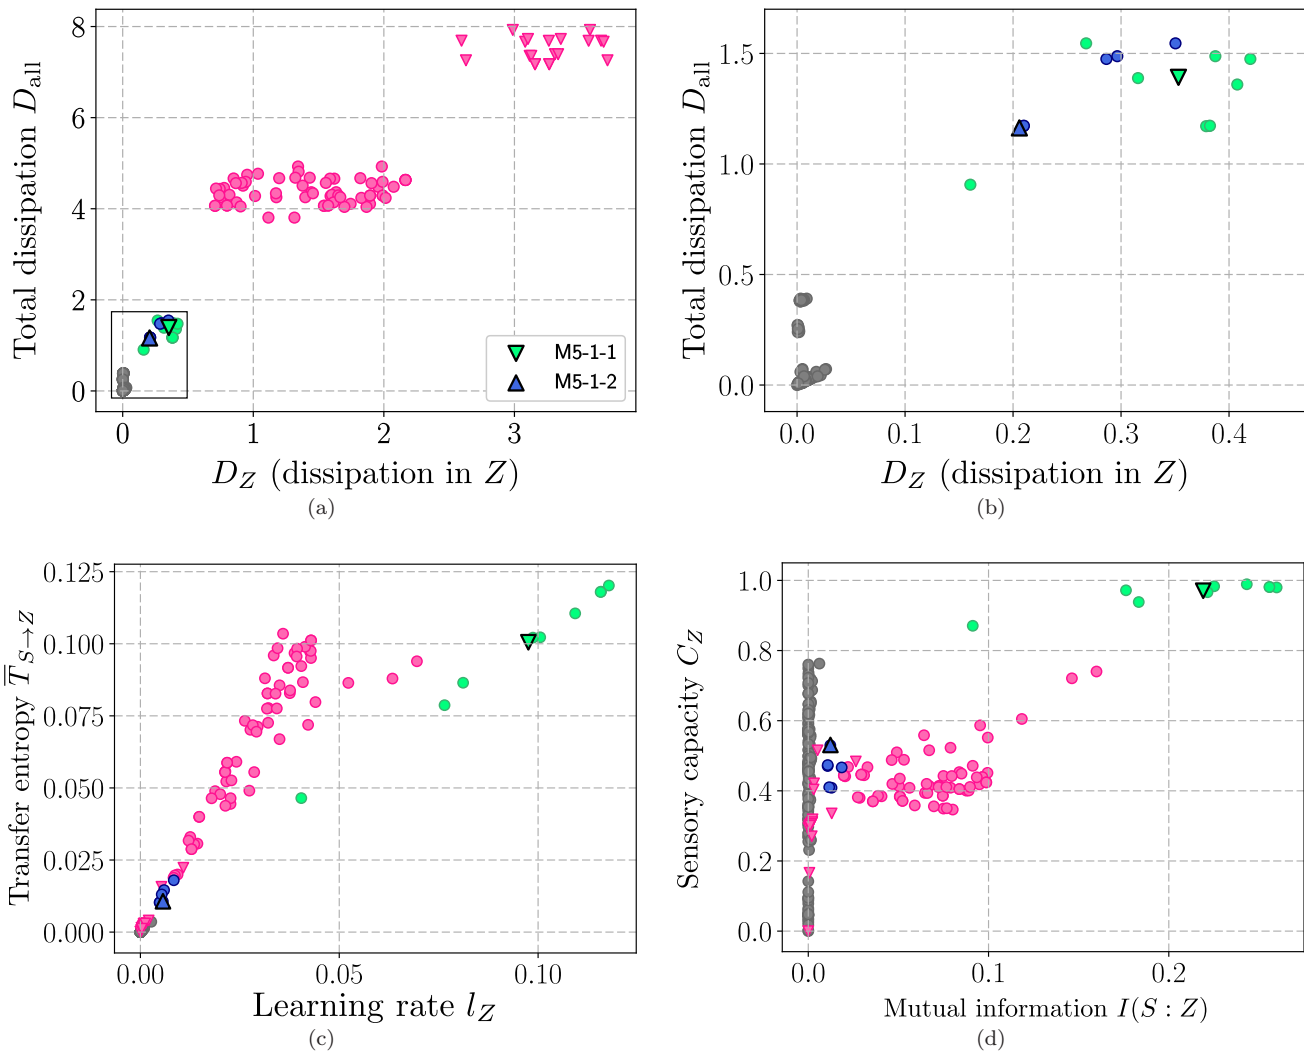 Total dissipation D_all
8
6
4
2
0
M5-1-1
M5-1-2
0 1 2 3
D_Z (dissipation in Z)
(a)
Total dissipation D_all
1.5
1.0
0.5
0.0
0.0 0.1 0.2 0.3 0.4
D_Z (dissipation in Z)
(b)
Transfer entropy T̅_{S→Z}
0.125
0.100
0.075
0.050
0.025
0.000
0.00 0.05 0.10
Learning rate l_Z
(c)
Sensory capacity C_Z
1.0
0.8
0.6
0.4
0.2
0.0
0.0 0.1 0.2
Mutual information I(S : Z)
(d)